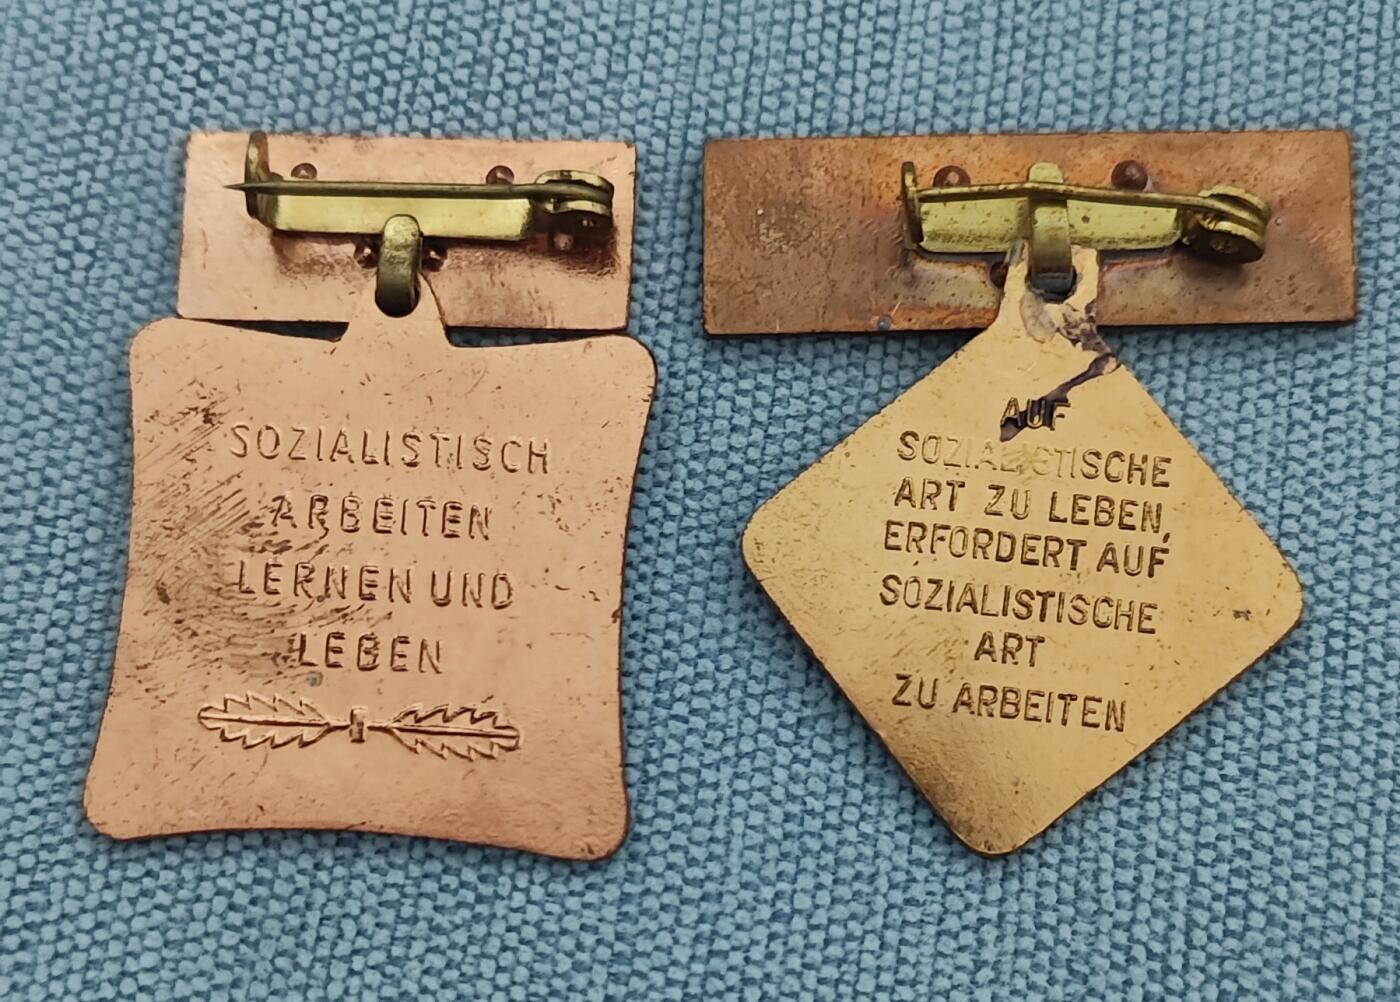 SOZIALISTISCH
ARBEITEN
LERNEN UND
LEBEN
AUF
SOZIALISTISCHE
ART ZU LEBEN,
ERFORDERT AUF
SOZIALISTISCHE
ART
ZU ARBEITEN